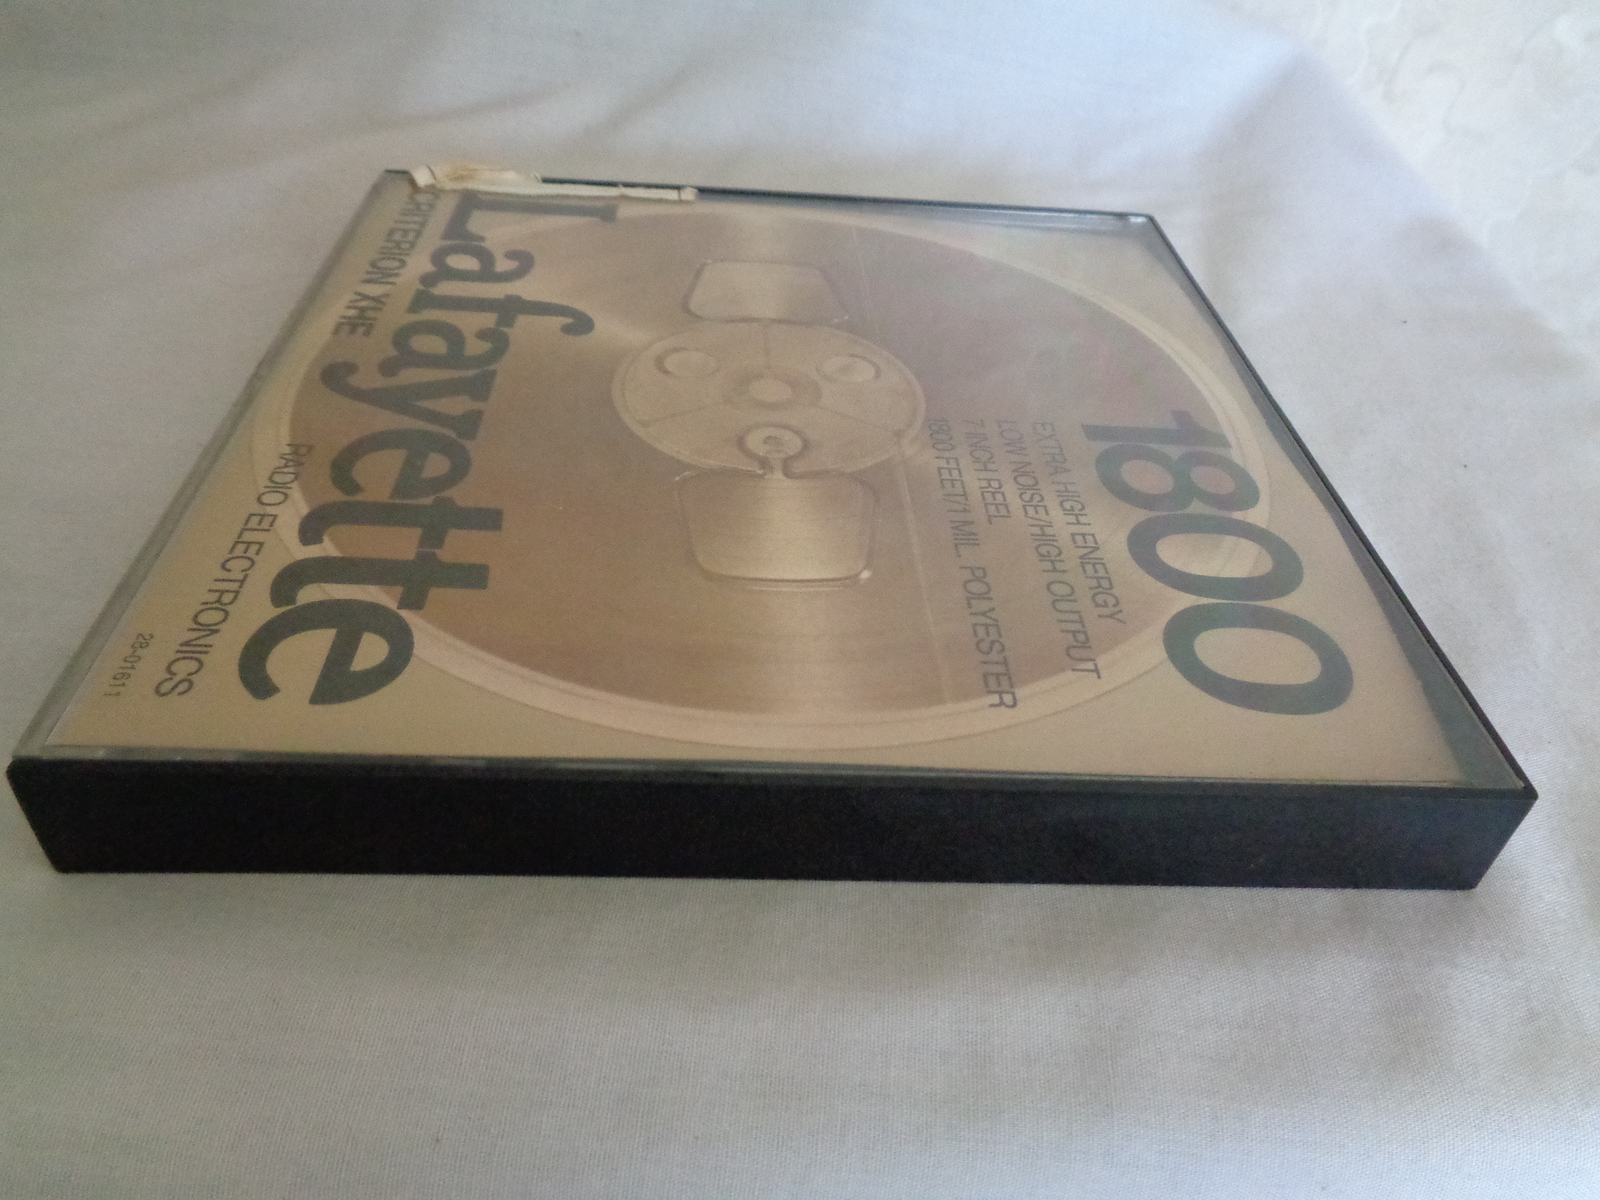 1800
EXTRA HIGH ENERGY
LOW NOISE/HIGH OUTPUT
7 INCH REEL
1800 FEET/1 MIL POLYESTER
Lafayette
CRITERION XHE
RADIO ELECTRONICS
28-01611